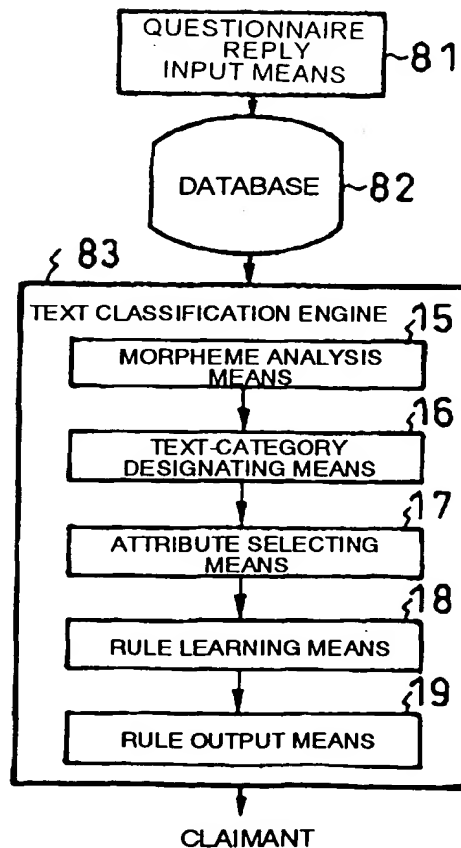 QUESTIONNAIRE
REPLY
INPUT MEANS
81
DATABASE
82
83
TEXT CLASSIFICATION ENGINE
15
MORPHEME ANALYSIS
MEANS
16
TEXT-CATEGORY
DESIGNATING MEANS
17
ATTRIBUTE SELECTING
MEANS
18
RULE LEARNING MEANS
19
RULE OUTPUT MEANS
CLAIMANT